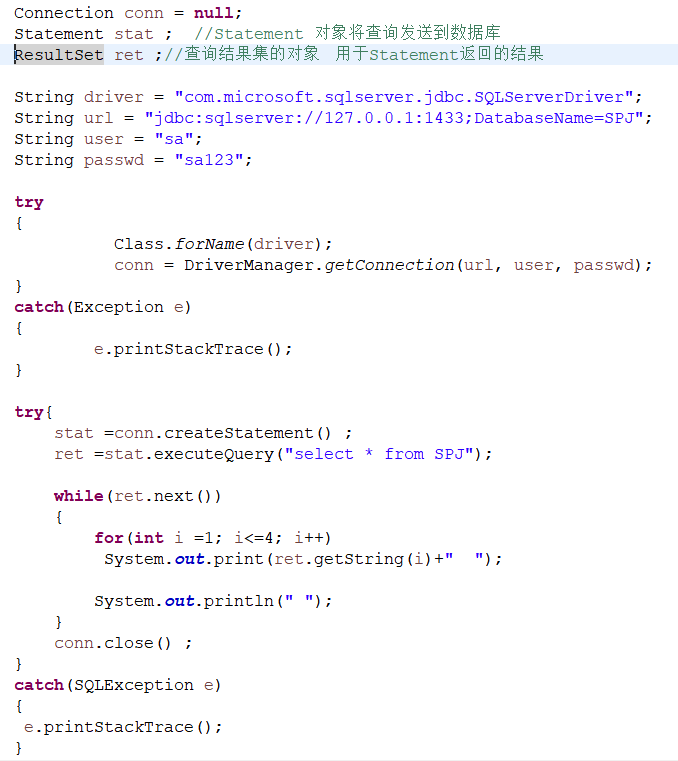 Connection conn = null;
Statement stat ;  //Statement 对象将查询发送到数据库
ResultSet ret ;//查询结果集的对象  用于Statement返回的结果
String driver = "com.microsoft.sqlserver.jdbc.SQLServerDriver";
String url = "jdbc:sqlserver://127.0.0.1:1433;DatabaseName=SPJ";
String user = "sa";
String passwd = "sa123";
try
{
Class.forName(driver);
conn = DriverManager.getConnection(url, user, passwd);
}
catch(Exception e)
{
e.printStackTrace();
}
try{
stat =conn.createStatement() ;
ret =stat.executeQuery("select * from SPJ");
while(ret.next())
{
for(int i =1; i<=4; i++)
System.out.print(ret.getString(i)+"  ");
System.out.println(" ");
}
conn.close() ;
}
catch(SQLException e)
{
e.printStackTrace();
}